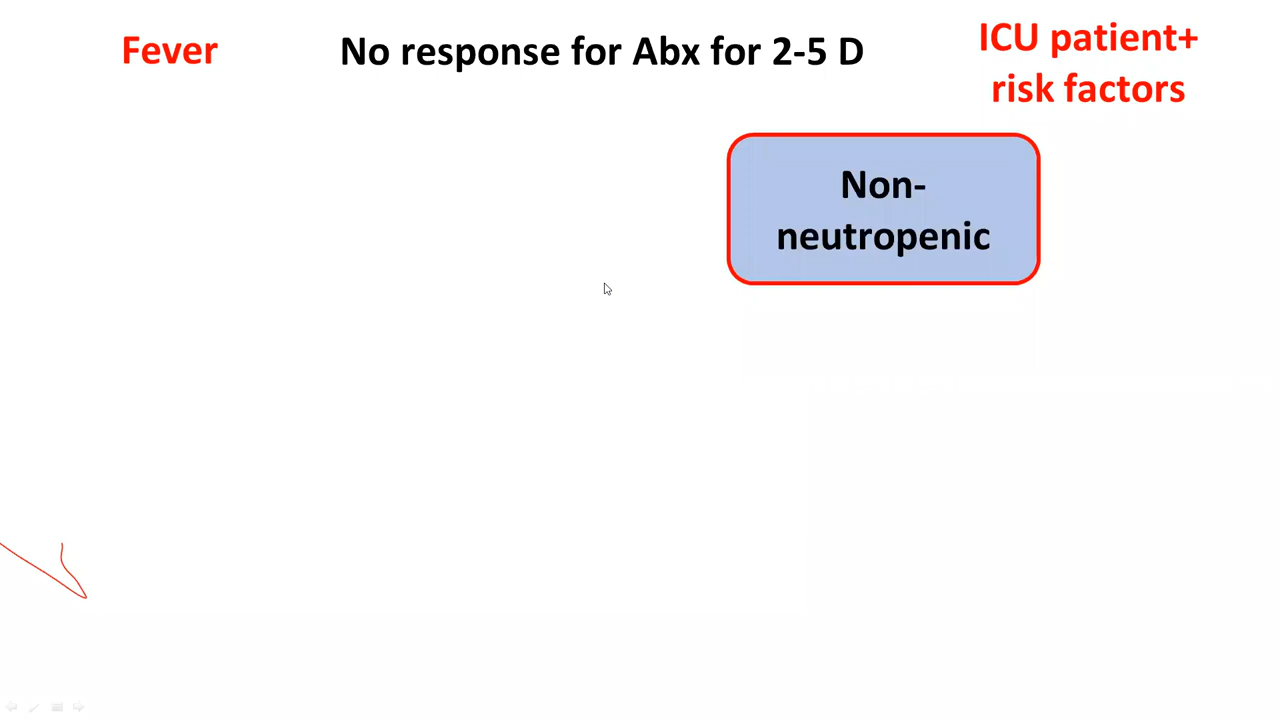 Fever
No response for Abx for 2-5 D
ICU patient+
risk factors
Non-
neutropenic